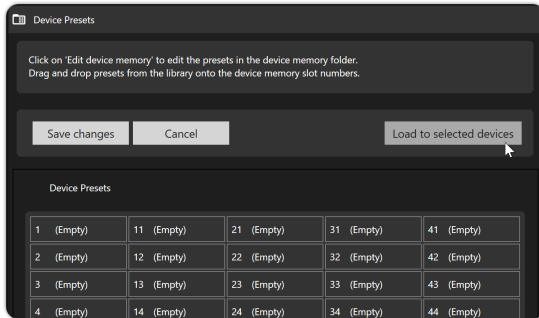 Device Presets
Click on 'Edit device memory' to edit the presets in the device memory folder.
Drag and drop presets from the library onto the device memory slot numbers.
Save changes Cancel Load to selected devices
Device Presets
1 (Empty) 11 (Empty) 21 (Empty) 31 (Empty) 41 (Empty)
2 (Empty) 12 (Empty) 22 (Empty) 32 (Empty) 42 (Empty)
3 (Empty) 13 (Empty) 23 (Empty) 33 (Empty) 43 (Empty)
4 (Empty) 14 (Empty) 24 (Empty) 34 (Empty) 44 (Empty)